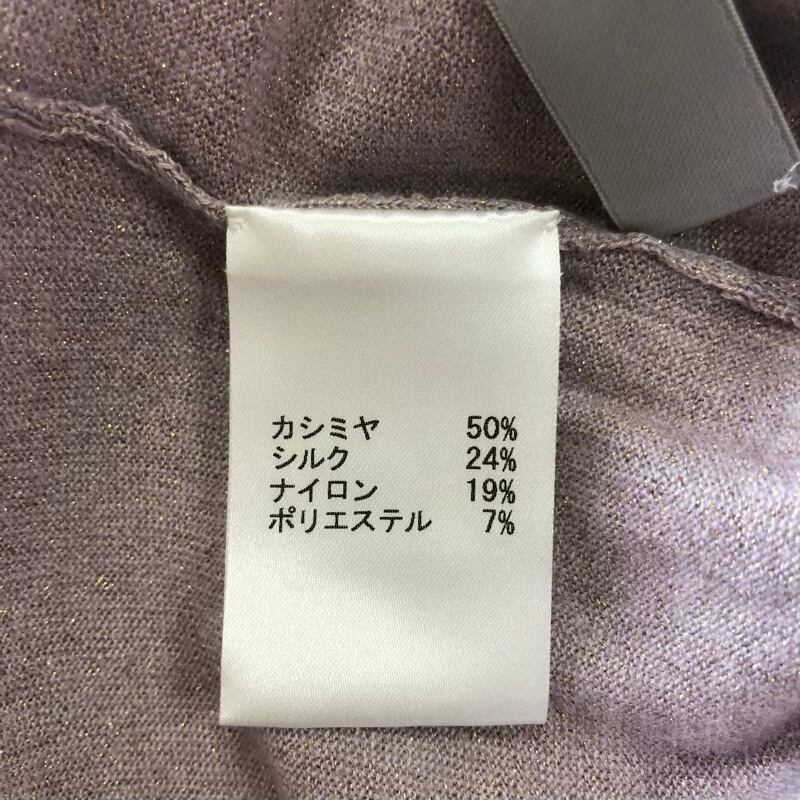 カシミヤ 50%
シルク 24%
ナイロン 19%
ポリエステル 7%